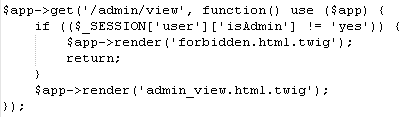 $app->get('/admin/view', function() use ($app) {
    if (($_SESSION['user']['isAdmin'] != 'yes')) {
        $app->render('forbidden.html.twig');
        return;
    }
    $app->render('admin_view.html.twig');
});